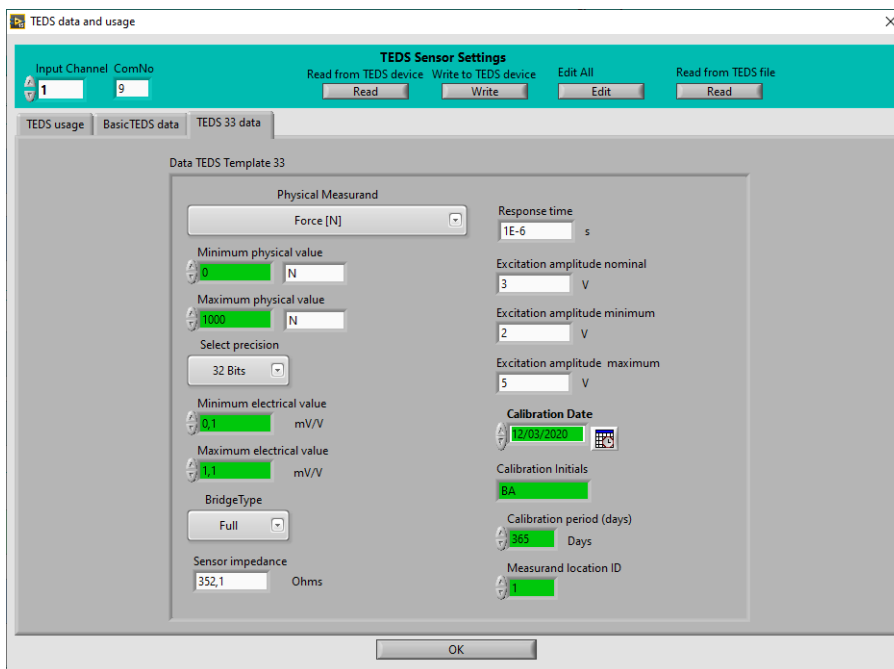 TEDS data and usage
TEDS Sensor Settings
Input Channel ComNo
1 9
Read from TEDS device Write to TEDS device Edit All Read from TEDS file
Read Write Edit Read
TEDS usage BasicTEDS data TEDS 33 data
Data TEDS Template 33
Physical Measurand
Force [N]
Minimum physical value
0 N
Maximum physical value
1000 N
Select precision
32 Bits
Minimum electrical value
0,1 mV/V
Maximum electrical value
1,1 mV/V
BridgeType
Full
Sensor impedance
352,1 Ohms
Response time
1E-6 s
Excitation amplitude nominal
3 V
Excitation amplitude minimum
2 V
Excitation amplitude maximum
5 V
Calibration Date
12/03/2020
Calibration Initials
BA
Calibration period (days)
365 Days
Measurand location ID
1
OK